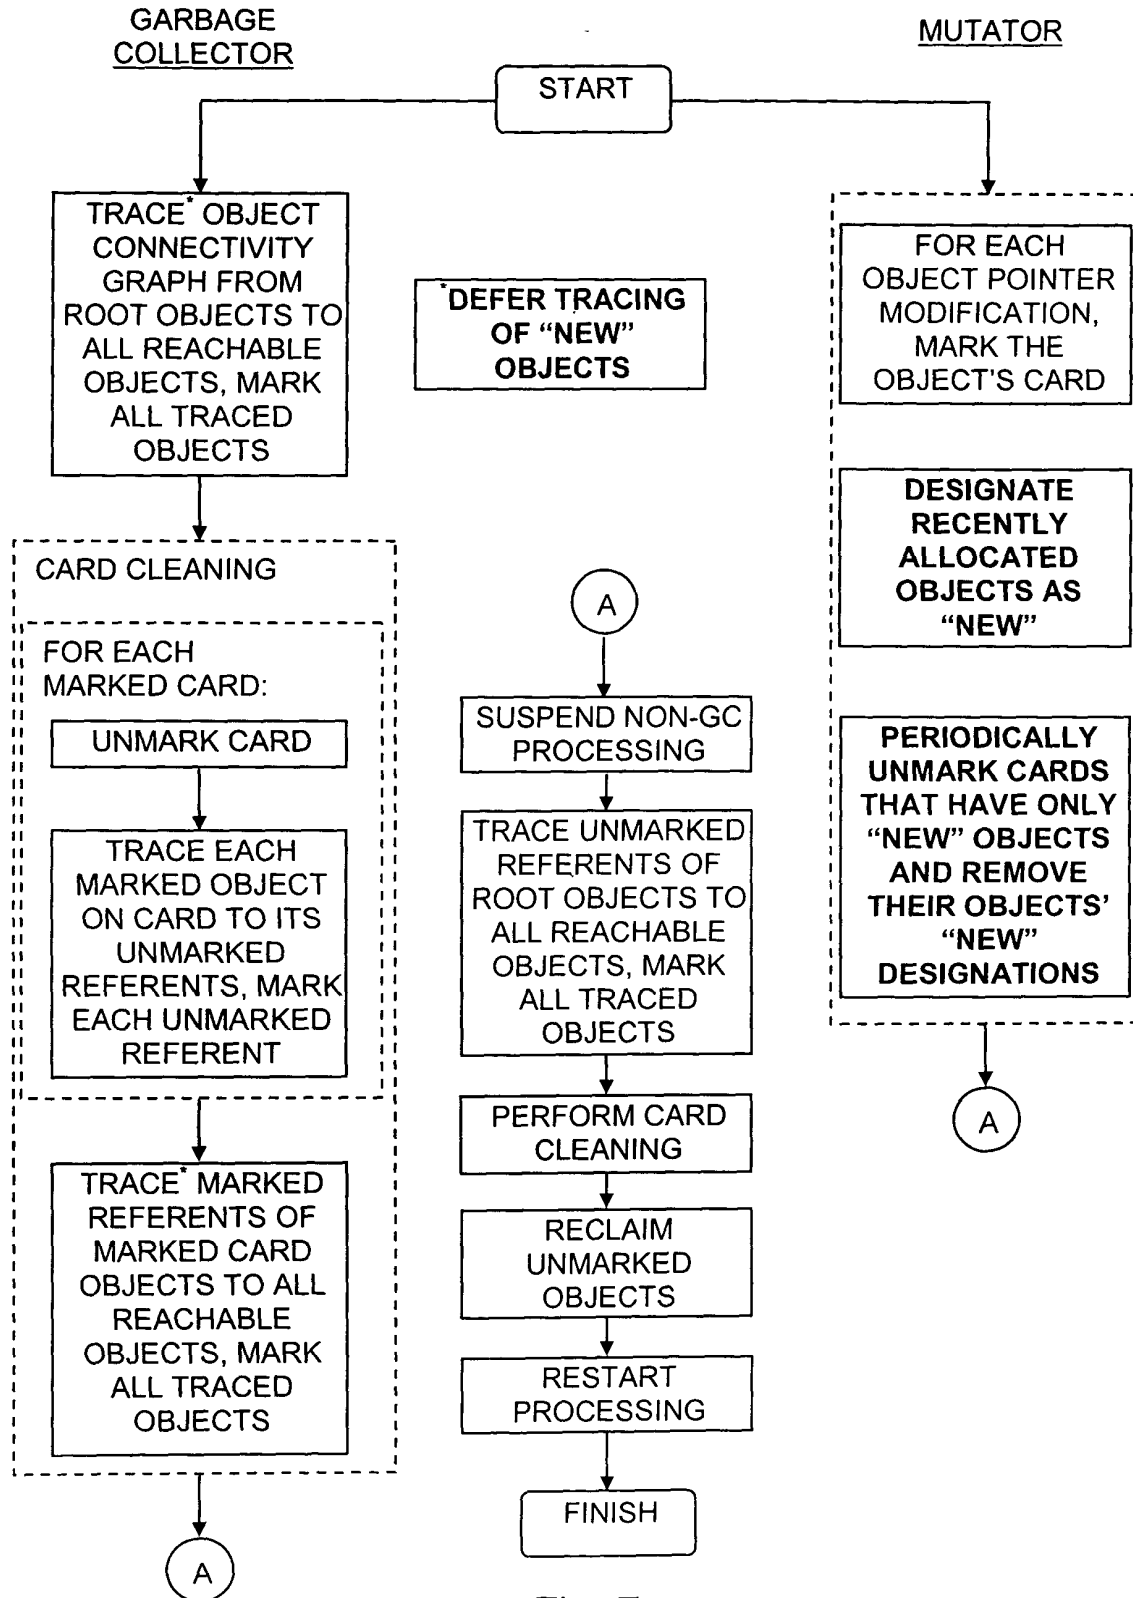 GARBAGE
COLLECTOR
MUTATOR
START
TRACE* OBJECT
CONNECTIVITY
GRAPH FROM
ROOT OBJECTS TO
ALL REACHABLE
OBJECTS, MARK
ALL TRACED
OBJECTS
*DEFER TRACING
OF “NEW”
OBJECTS
FOR EACH
OBJECT POINTER
MODIFICATION,
MARK THE
OBJECT'S CARD
DESIGNATE
RECENTLY
ALLOCATED
OBJECTS AS
“NEW”
PERIODICALLY
UNMARK CARDS
THAT HAVE ONLY
“NEW” OBJECTS
AND REMOVE
THEIR OBJECTS’
“NEW”
DESIGNATIONS
A
CARD CLEANING
FOR EACH
MARKED CARD:
UNMARK CARD
TRACE EACH
MARKED OBJECT
ON CARD TO ITS
UNMARKED
REFERENTS, MARK
EACH UNMARKED
REFERENT
TRACE* MARKED
REFERENTS OF
MARKED CARD
OBJECTS TO ALL
REACHABLE
OBJECTS, MARK
ALL TRACED
OBJECTS
A
A
SUSPEND NON-GC
PROCESSING
TRACE UNMARKED
REFERENTS OF
ROOT OBJECTS TO
ALL REACHABLE
OBJECTS, MARK
ALL TRACED
OBJECTS
PERFORM CARD
CLEANING
RECLAIM
UNMARKED
OBJECTS
RESTART
PROCESSING
FINISH